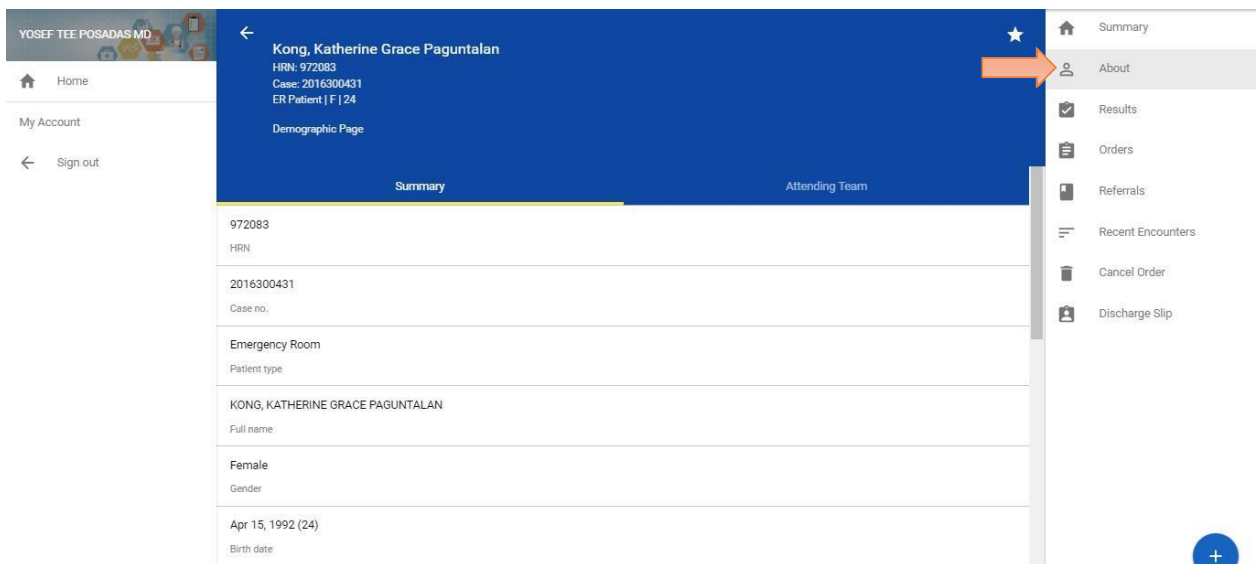 YOSEF TEE POSADAS MD
Home
My Account
Sign out
Kong, Katherine Grace Paguntalan
HRN: 972083
Case: 2016300431
ER Patient | F | 24
Demographic Page
Summary
Attending Team
972083
HRN
2016300431
Case no.
Emergency Room
Patient type
KONG, KATHERINE GRACE PAGUNTALAN
Full name
Female
Gender
Apr 15, 1992 (24)
Birth date
Summary
About
Results
Orders
Referrals
Recent Encounters
Cancel Order
Discharge Slip
+